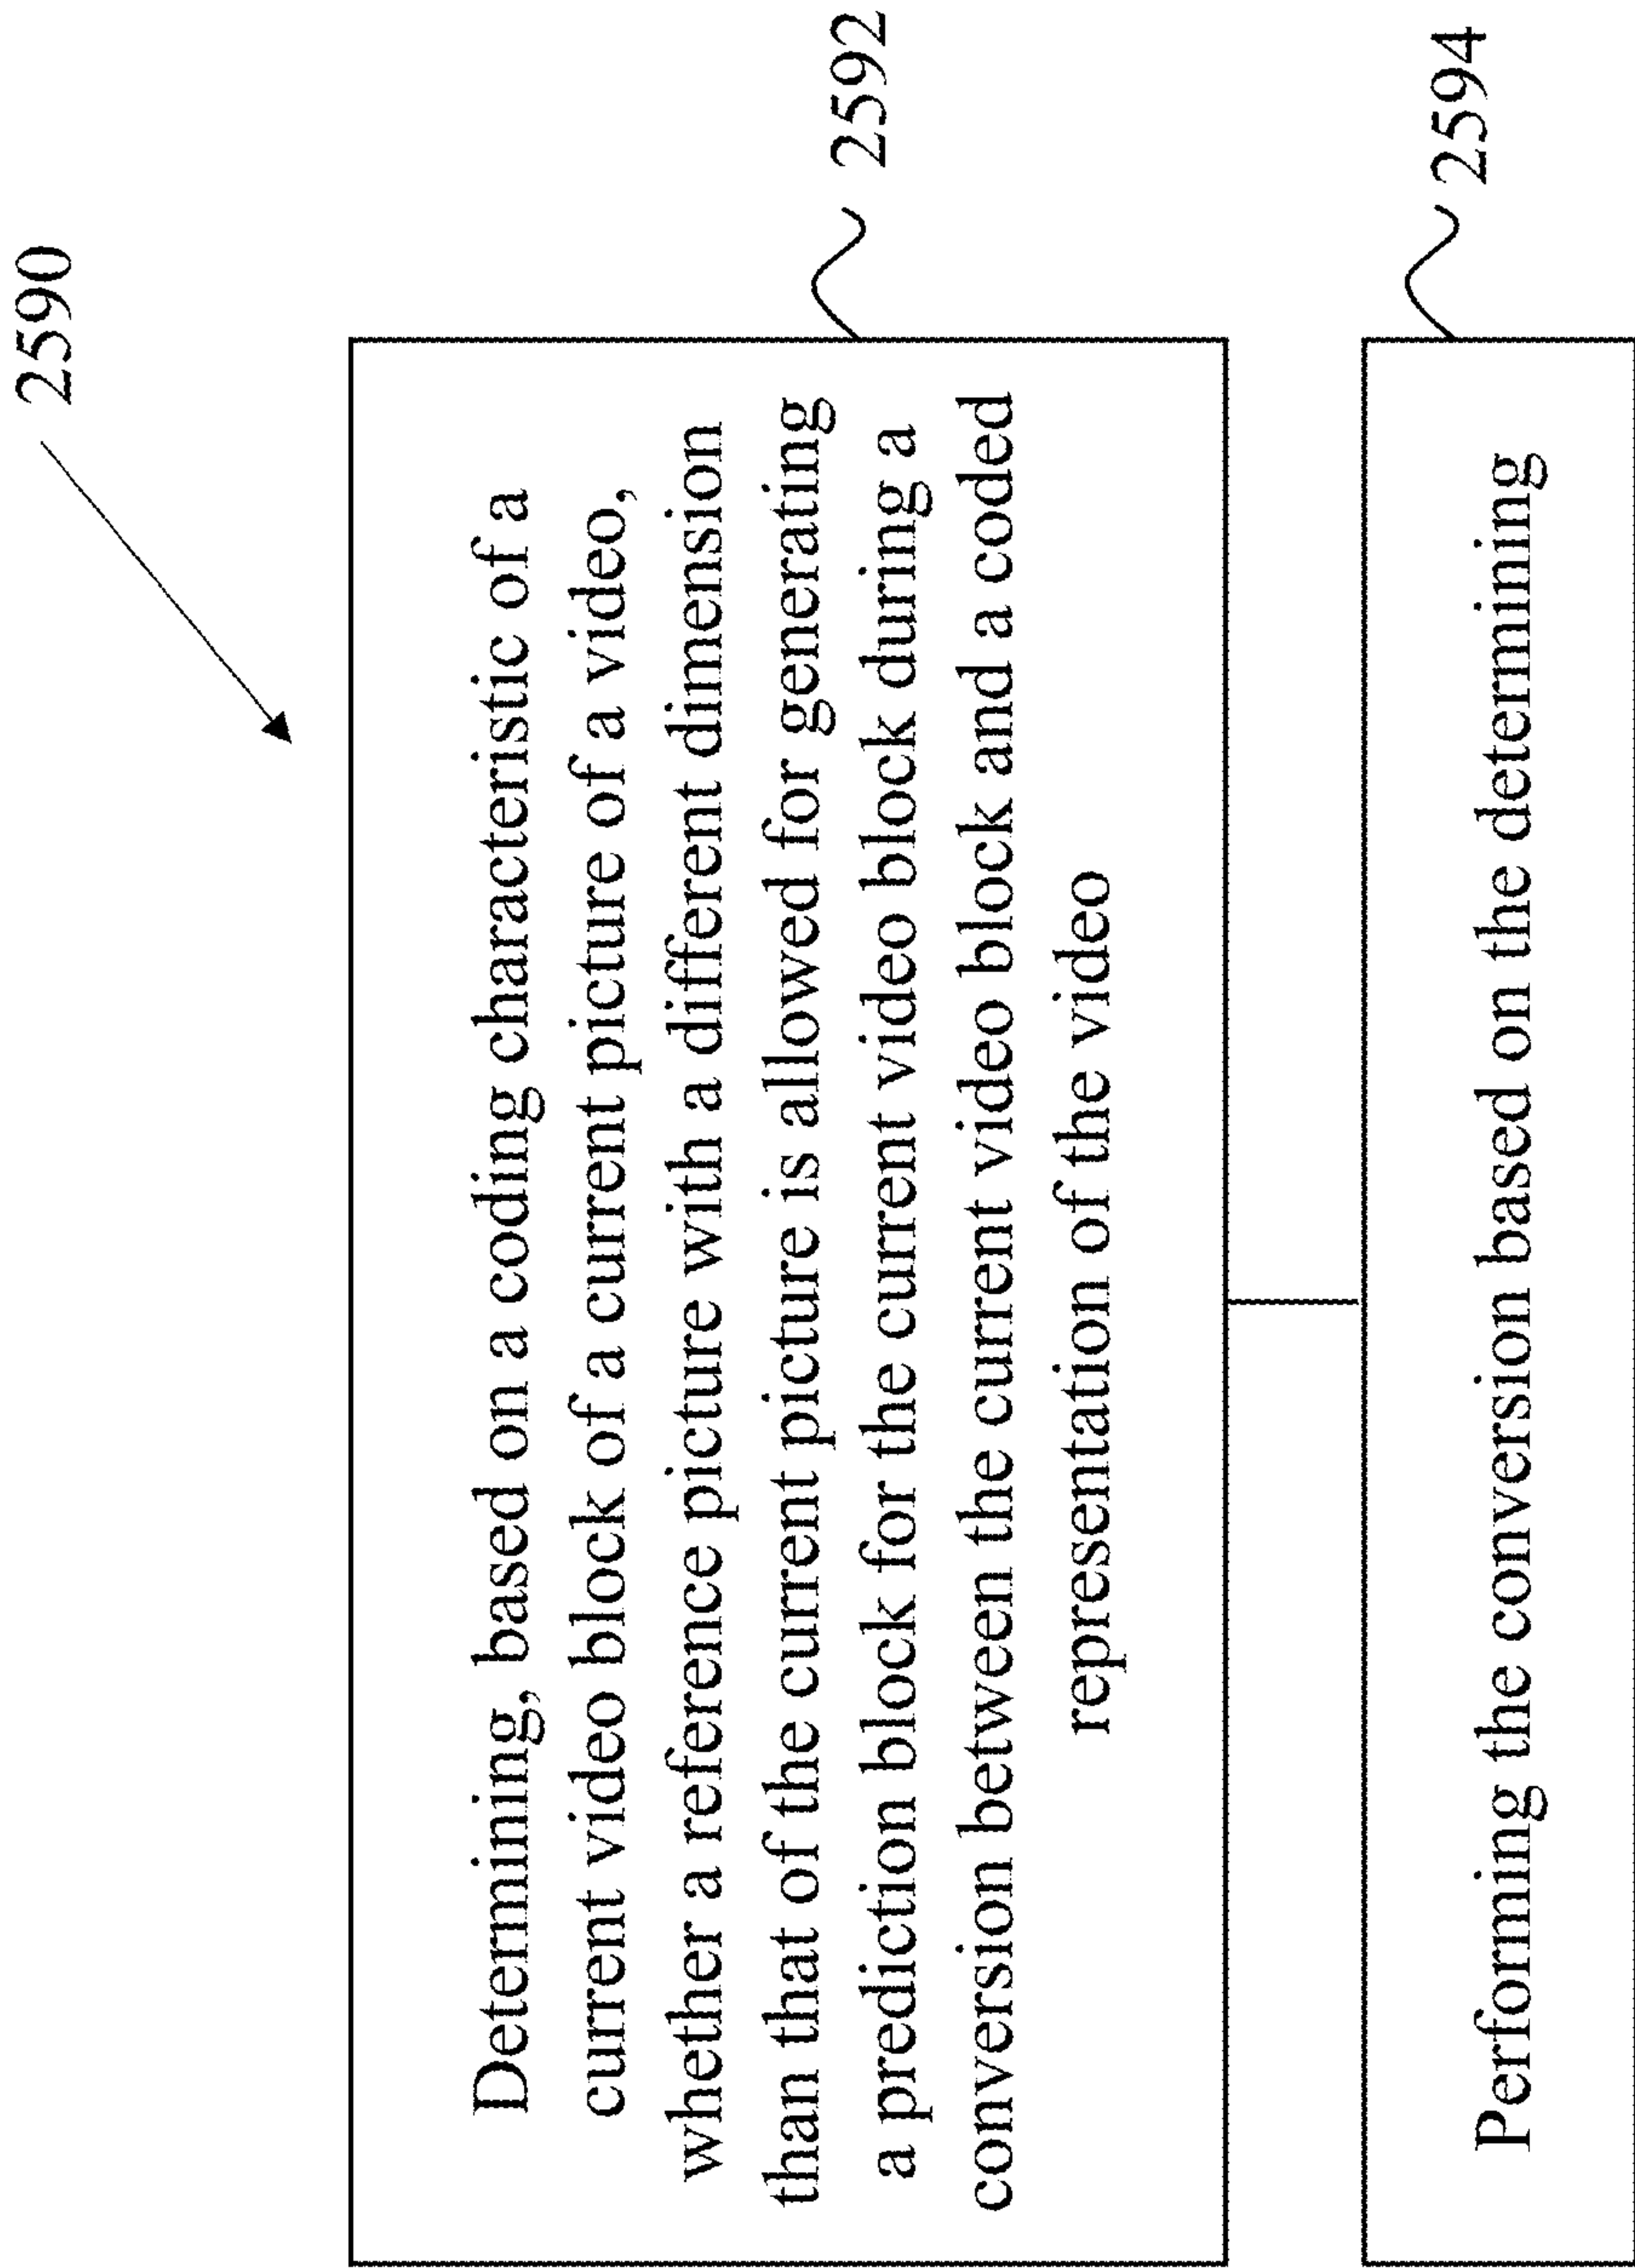 2590
Determining, based on a coding characteristic of a
current video block of a current picture of a video,
whether a reference picture with a different dimension
than that of the current picture is allowed for generating
a prediction block for the current video block during a
conversion between the current video block and a coded
representation of the video
2592
Performing the conversion based on the determining
2594